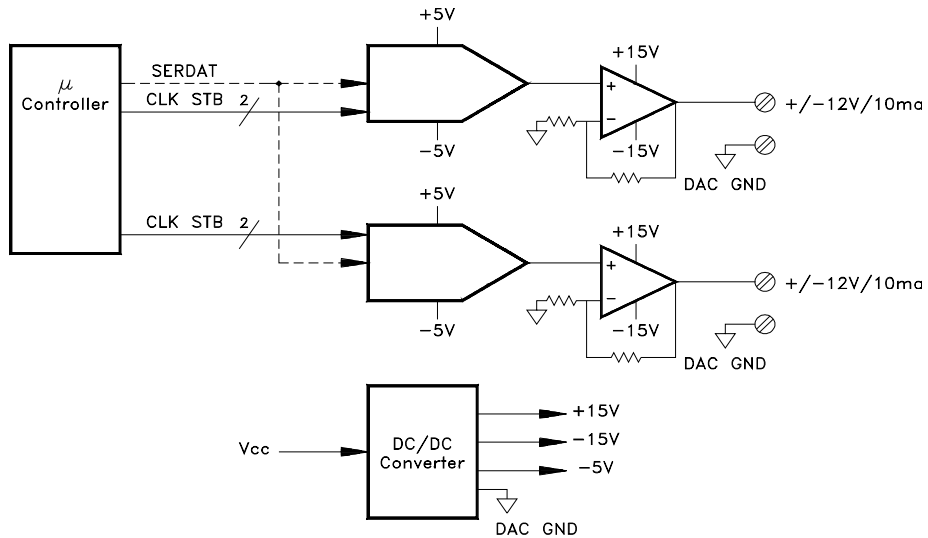 +5V
+15V
SERDAT
μ
Controller
CLK STB 2
+
−
+/−12V/10ma
−5V
−15V
DAC GND
+5V
CLK STB 2
+15V
+
−
+/−12V/10ma
−5V
−15V
DAC GND
Vcc
DC/DC
Converter
+15V
−15V
−5V
DAC GND